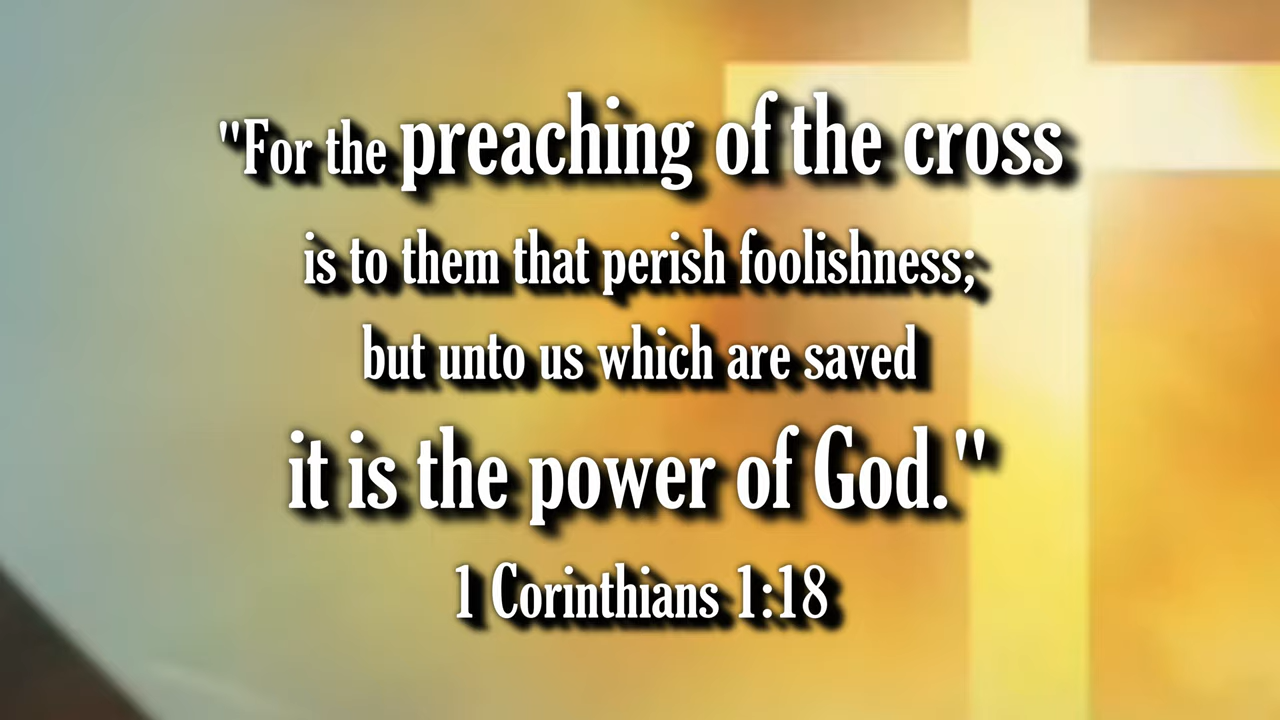 "For the preaching of the cross
is to them that perish foolishness;
but unto us which are saved
it is the power of God."
1 Corinthians 1:18